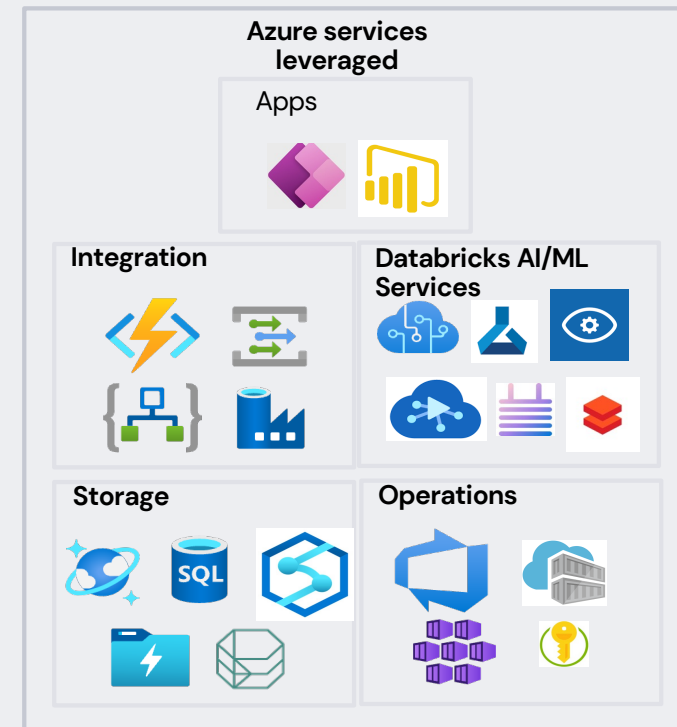 Azure services
leveraged
Apps
Integration
Databricks AI/ML
Services
Storage
SQL
Operations